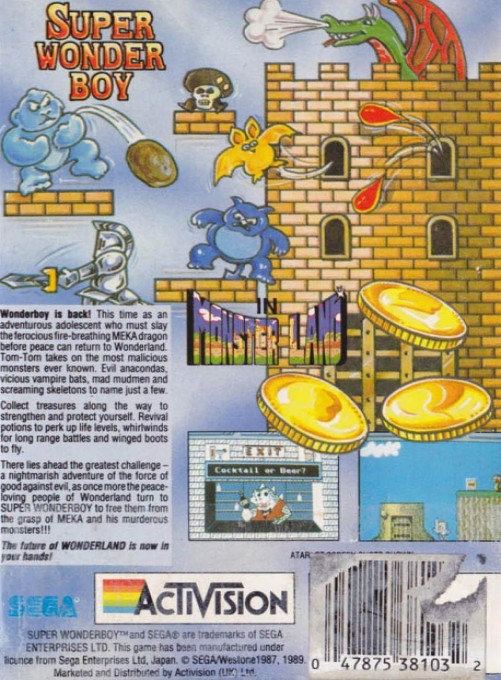 SUPER
WONDER
BOY
IN
MONSTER LAND
Wonderboy is back! This time as an
adventurous adolescent who must slay
the ferocious fire-breathing MEKA dragon
before peace can return to Wonderland.
Tom-Tom takes on the most malicious
monsters ever known. Evil anacondas,
vicious vampire bats, mad mudmen and
screaming skeletons to name just a few.
Collect treasures along the way to
strengthen and protect yourself. Revival
potions to perk up life levels, whirlwinds
for long range battles and winged boots
to fly.
There lies ahead the greatest challenge –
a nightmarish adventure of the force of
good against evil, as once more the peace-
loving people of Wonderland turn to
SUPER WONDERBOY to free them from
the grasp of MEKA and his murderous
monsters!!!
The future of WONDERLAND is now in
your hands!
EXIT
Cocktail or Beer?
SEGA
ACTIVISION
SUPER WONDERBOY™ and SEGA® are trademarks of SEGA
ENTERPRISES LTD. This game has been manufactured under
licence from Sega Enterprises Ltd, Japan. © SEGA/Westone 1987, 1989.
Marketed and Distributed by Activision (UK) Ltd.
0 47875 38103 2